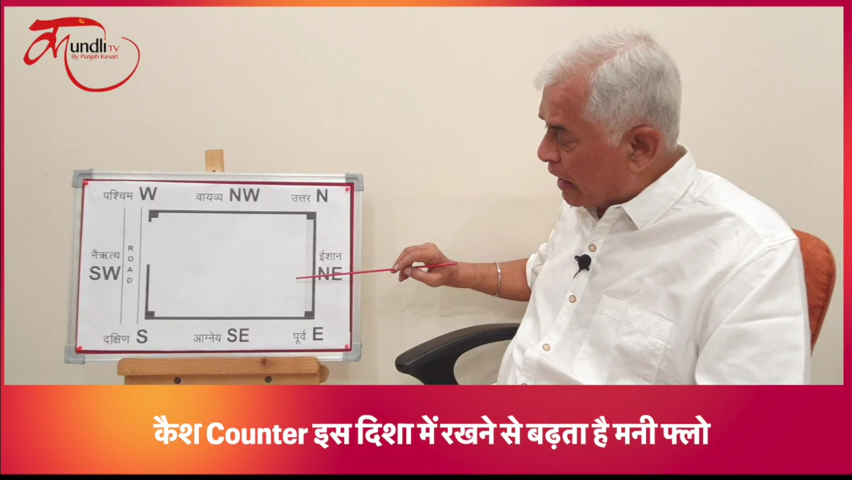 Kundli TV
By Punjab Kesari
पश्चिम W
वायव्य NW
उत्तर N
नैऋत्य
SW
ROAD
ईशान
NE
दक्षिण S
आग्नेय SE
पूर्व E
कैश Counter इस दिशा में रखने से बढ़ता है मनी फ्लो